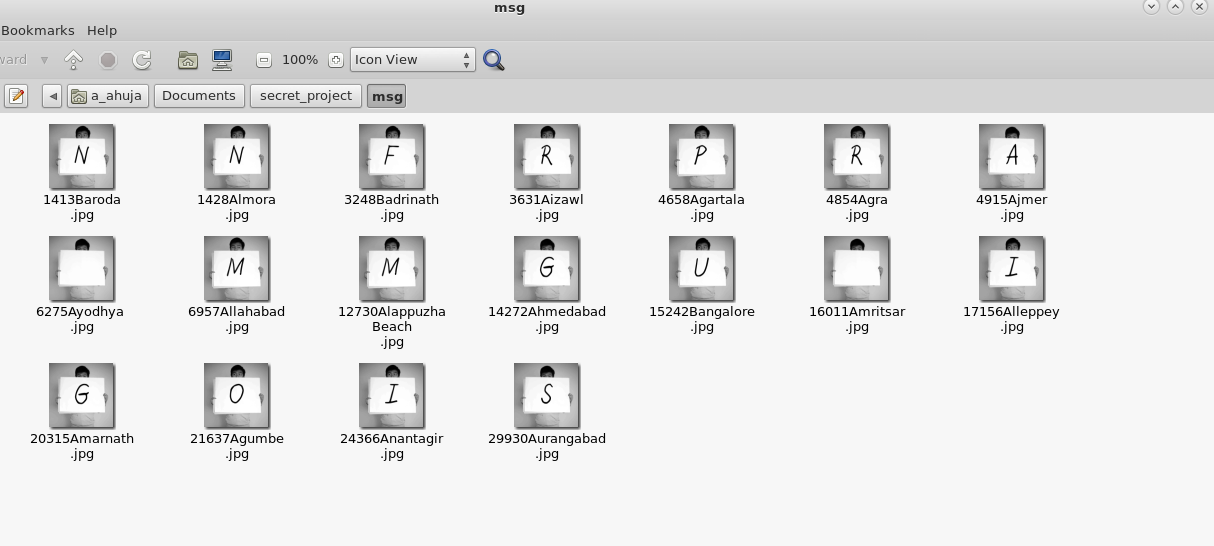 msg
Bookmarks Help
ward 100% Icon View
a_ahuja Documents secret_project msg
N N F R P R A
1413Baroda 1428Almora 3248Badrinath 3631Aizawl 4658Agartala 4854Agra 4915Ajmer
.jpg .jpg .jpg .jpg .jpg .jpg .jpg
M M G U I
6275Ayodhya 6957Allahabad 12730Alappuzha 14272Ahmedabad 15242Bangalore 16011Amritsar 17156Alleppey
.jpg .jpg Beach .jpg .jpg .jpg .jpg
.jpg
G O I S
20315Amarnath 21637Agumbe 24366Anantagir 29930Aurangabad
.jpg .jpg .jpg .jpg